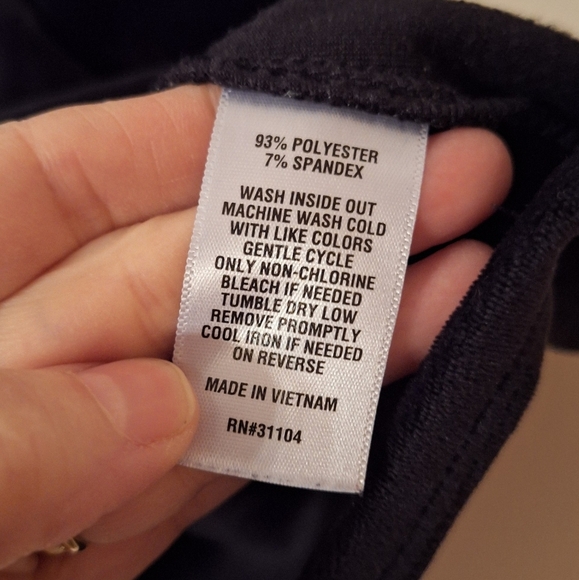 93% POLYESTER
7% SPANDEX
WASH INSIDE OUT
MACHINE WASH COLD
WITH LIKE COLORS
GENTLE CYCLE
ONLY NON-CHLORINE
BLEACH IF NEEDED
TUMBLE DRY LOW
REMOVE PROMPTLY
COOL IRON IF NEEDED
ON REVERSE
MADE IN VIETNAM
RN#31104